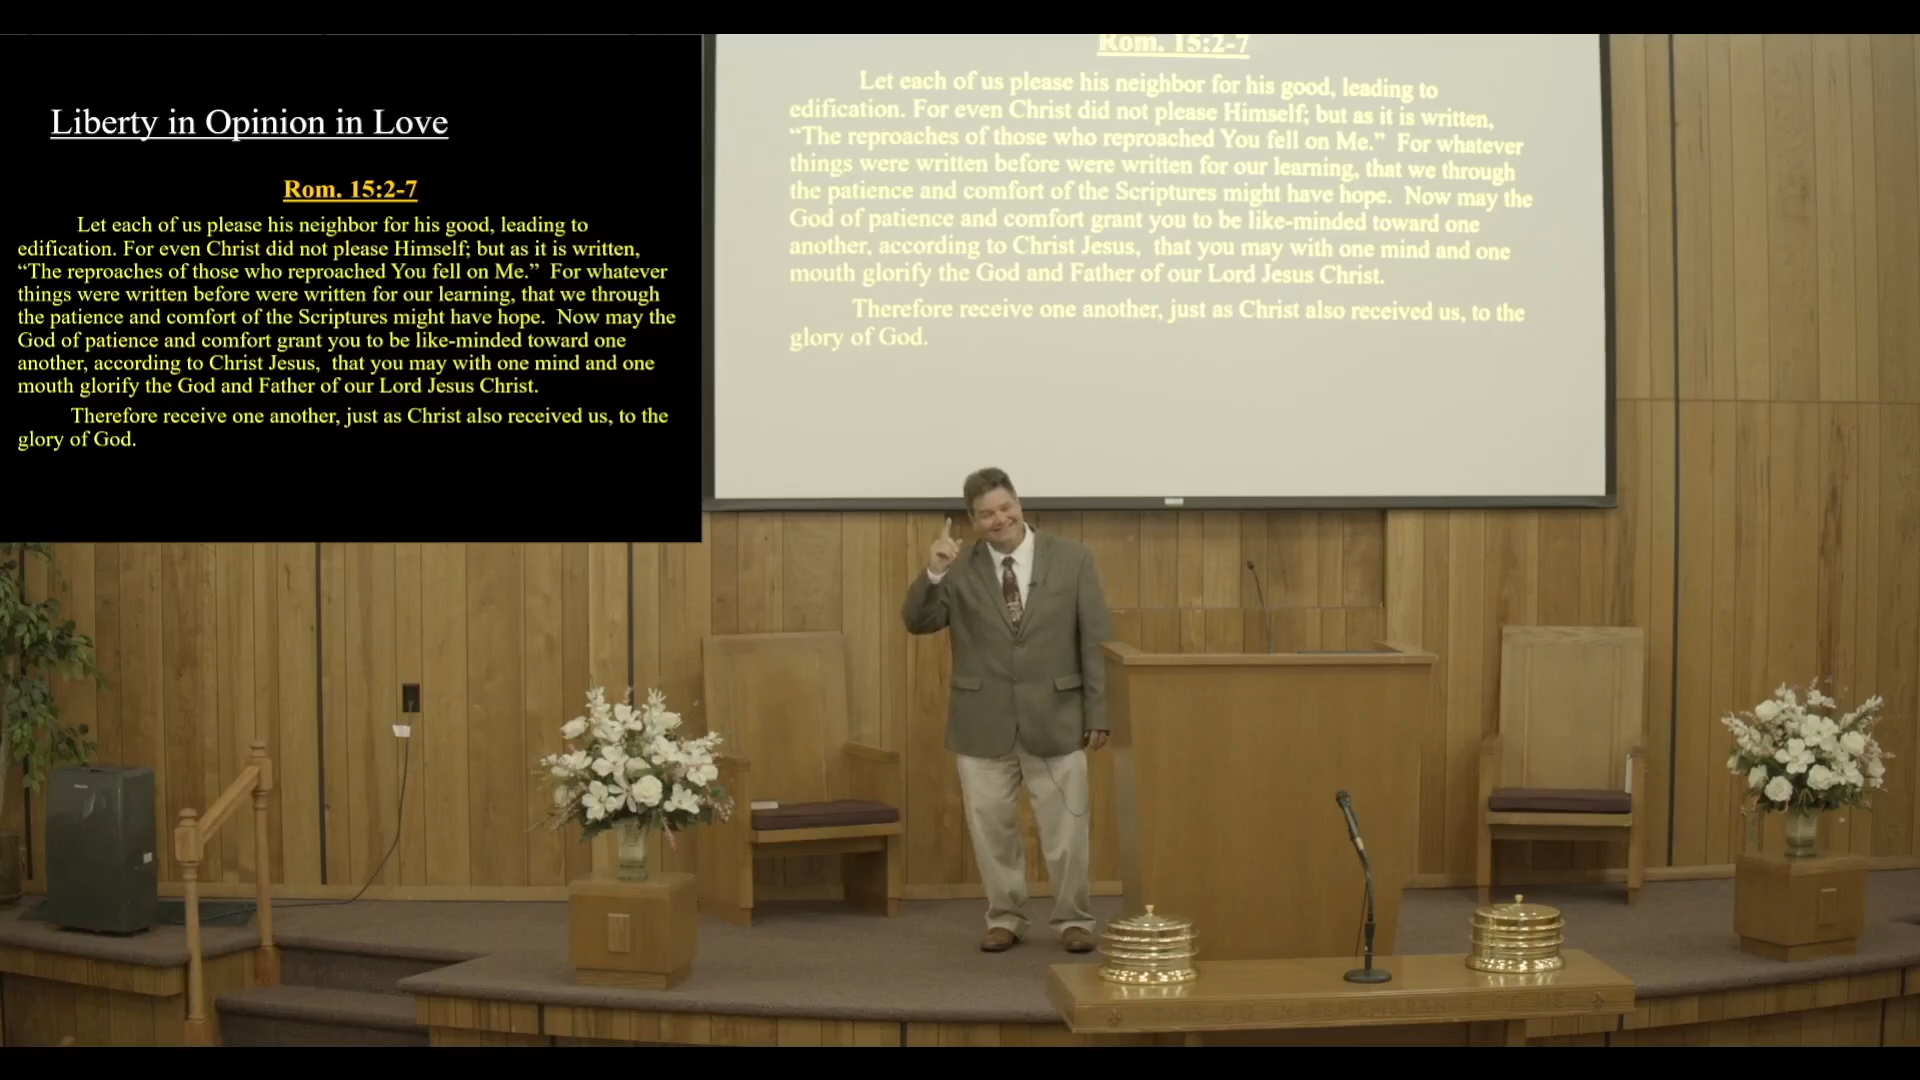 Liberty in Opinion in Love
Rom. 15:2-7
Let each of us please his neighbor for his good, leading to
edification. For even Christ did not please Himself; but as it is written,
“The reproaches of those who reproached You fell on Me.”  For whatever
things were written before were written for our learning, that we through
the patience and comfort of the Scriptures might have hope.  Now may the
God of patience and comfort grant you to be like-minded toward one
another, according to Christ Jesus,  that you may with one mind and one
mouth glorify the God and Father of our Lord Jesus Christ.
Therefore receive one another, just as Christ also received us, to the
glory of God.
Rom. 15:2-7
Let each of us please his neighbor for his good, leading to
edification. For even Christ did not please Himself; but as it is written,
“The reproaches of those who reproached You fell on Me.”  For whatever
things were written before were written for our learning, that we through
the patience and comfort of the Scriptures might have hope.  Now may the
God of patience and comfort grant you to be like-minded toward one
another, according to Christ Jesus,  that you may with one mind and one
mouth glorify the God and Father of our Lord Jesus Christ.
Therefore receive one another, just as Christ also received us, to the
glory of God.
THIS DO IN REMEMBRANCE OF ME